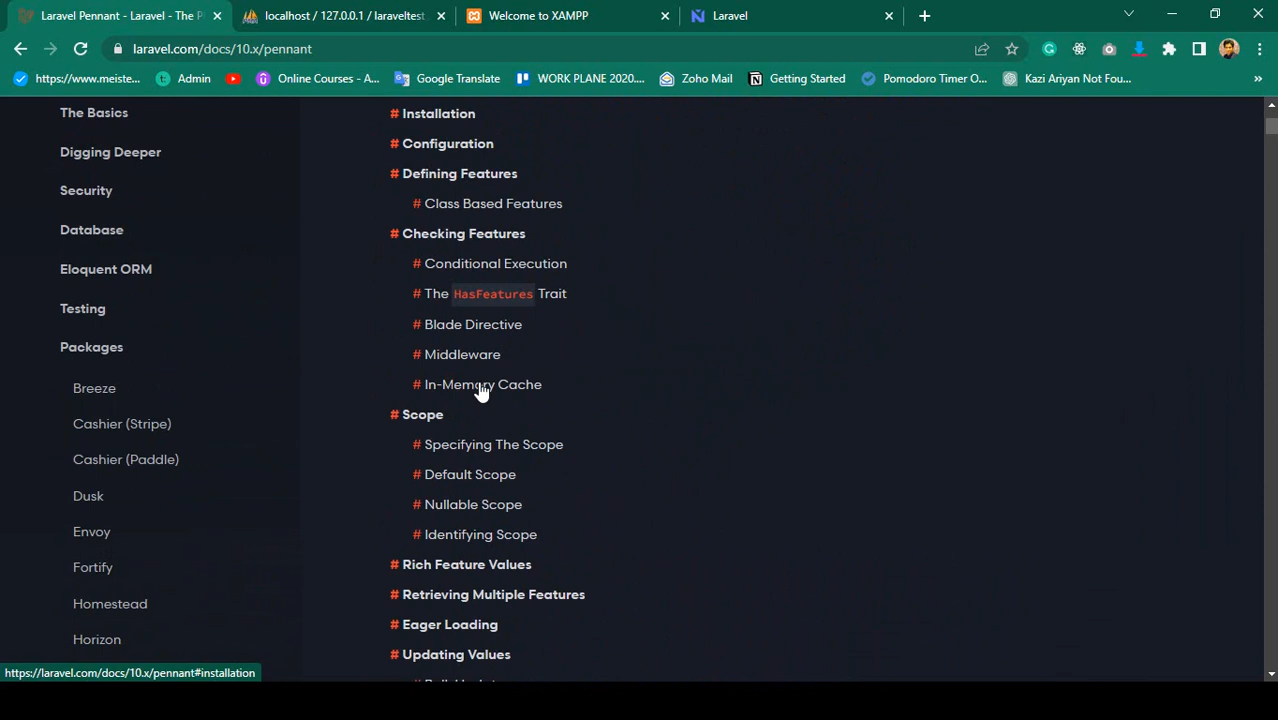 Laravel Pennant - Laravel - The P
localhost / 127.0.0.1 / laraveltest
Welcome to XAMPP
Laravel
laravel.com/docs/10.x/pennant
https://www.meiste...
Admin
Online Courses - A...
Google Translate
WORK PLANE 2020....
Zoho Mail
Getting Started
Pomodoro Timer O...
Kazi Ariyan Not Fou...
»
The Basics
Digging Deeper
Security
Database
Eloquent ORM
Testing
Packages
Breeze
Cashier (Stripe)
Cashier (Paddle)
Dusk
Envoy
Fortify
Homestead
Horizon
# Installation
# Configuration
# Defining Features
# Class Based Features
# Checking Features
# Conditional Execution
# The HasFeatures Trait
# Blade Directive
# Middleware
# In-Memory Cache
# Scope
# Specifying The Scope
# Default Scope
# Nullable Scope
# Identifying Scope
# Rich Feature Values
# Retrieving Multiple Features
# Eager Loading
# Updating Values
https://laravel.com/docs/10.x/pennant#installation